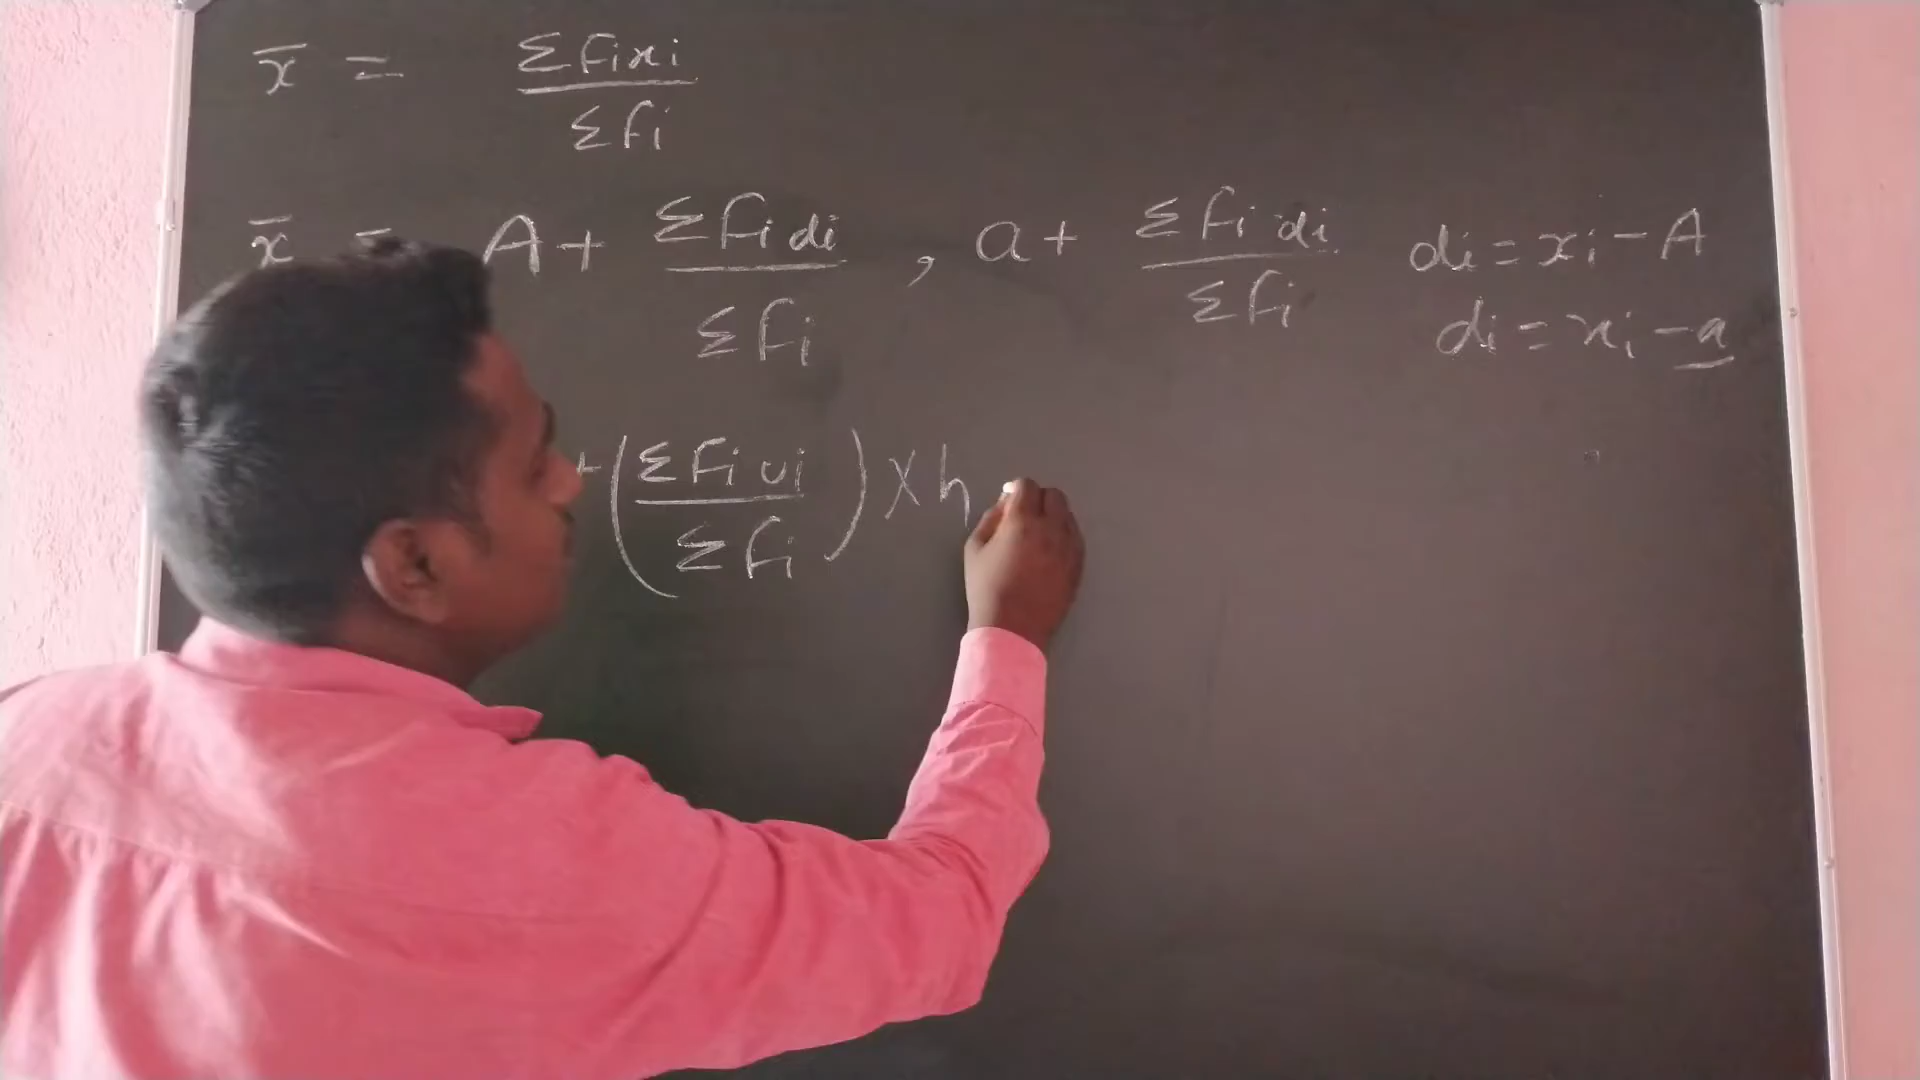 x̄ = Σfixi / Σfi
x̄ = A + Σfidi / Σfi , a + Σfidi / Σfi di = xi - A
di = xi - a
+ (Σfiui / Σfi) × h